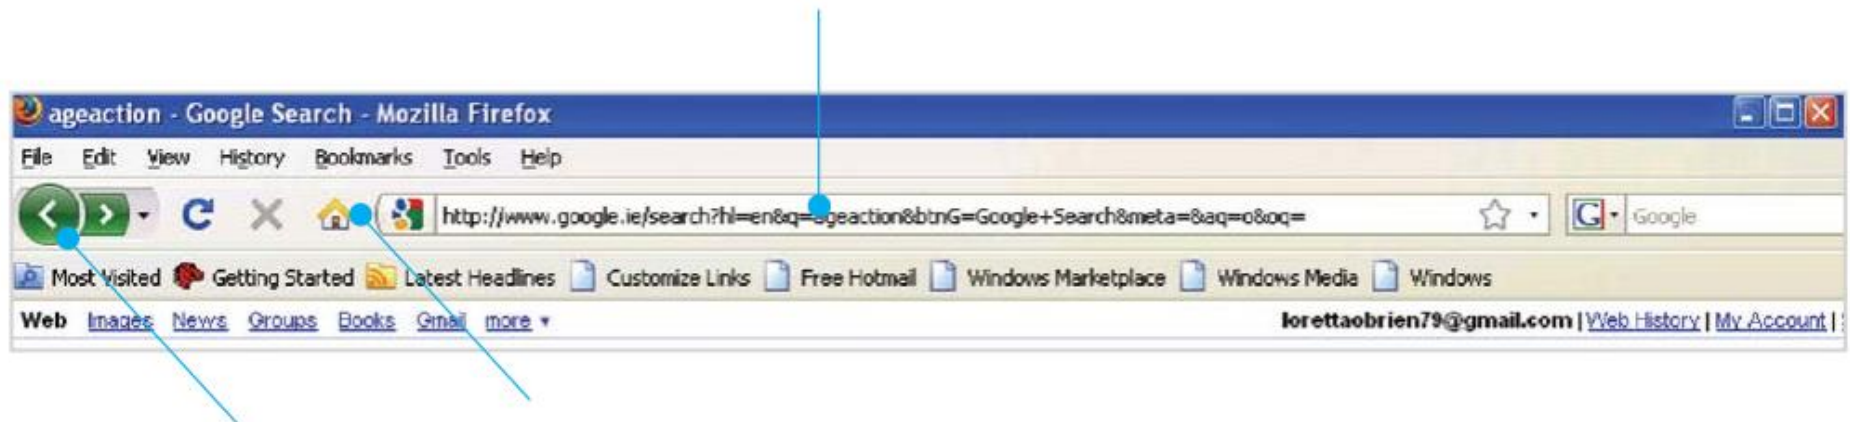 ageaction - Google Search - Mozilla Firefox
File Edit View History Bookmarks Tools Help
http://www.google.ie/search?hl=en&q=ageaction&btnG=Google+Search&meta=&aq=o&oq= G Google
Most Visited Getting Started Latest Headlines Customize Links Free Hotmail Windows Marketplace Windows Media Windows
Web Images News Groups Books Gmail more lorettaobrien79@gmail.com | Web History | My Account |